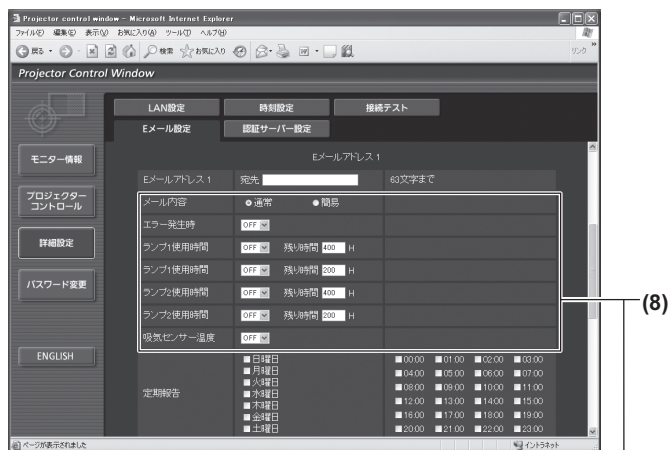 Projector control window - Microsoft Internet Explorer
ファイル(F) 編集(E) 表示(V) お気に入り(A) ツール(T) ヘルプ(H)
戻る 検索 お気に入り リンク »
Projector Control Window
LAN設定 時刻設定 接続テスト
Eメール設定 認証サーバー設定
モニター情報
プロジェクター
コントロール
詳細設定
パスワード変更
ENGLISH
Eメールアドレス 1
Eメールアドレス 1 宛先 63文字まで
メール内容 通常 簡易
エラー発生時 OFF
ランプ1使用時間 OFF 残り時間 400 H
ランプ1使用時間 OFF 残り時間 200 H
ランプ2使用時間 OFF 残り時間 400 H
ランプ2使用時間 OFF 残り時間 200 H
吸気センサー温度 OFF
(8)
定期報告
日曜日
月曜日
火曜日
水曜日
木曜日
金曜日
土曜日
00:00 01:00 02:00 03:00
04:00 05:00 06:00 07:00
08:00 09:00 10:00 11:00
12:00 13:00 14:00 15:00
16:00 17:00 18:00 19:00
20:00 21:00 22:00 23:00
ページが表示されました イントラネット